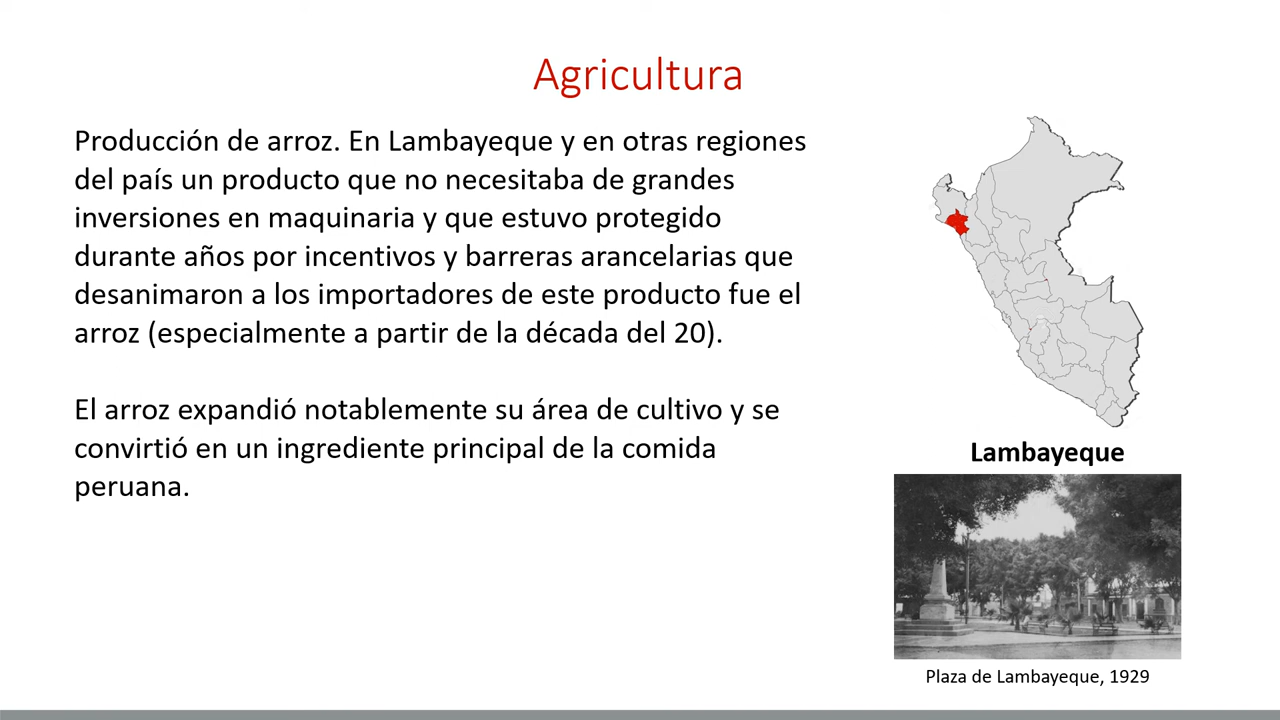 Agricultura
Producción de arroz. En Lambayeque y en otras regiones
del país un producto que no necesitaba de grandes
inversiones en maquinaria y que estuvo protegido
durante años por incentivos y barreras arancelarias que
desanimaron a los importadores de este producto fue el
arroz (especialmente a partir de la década del 20).
El arroz expandió notablemente su área de cultivo y se
convirtió en un ingrediente principal de la comida
peruana.
Lambayeque
Plaza de Lambayeque, 1929